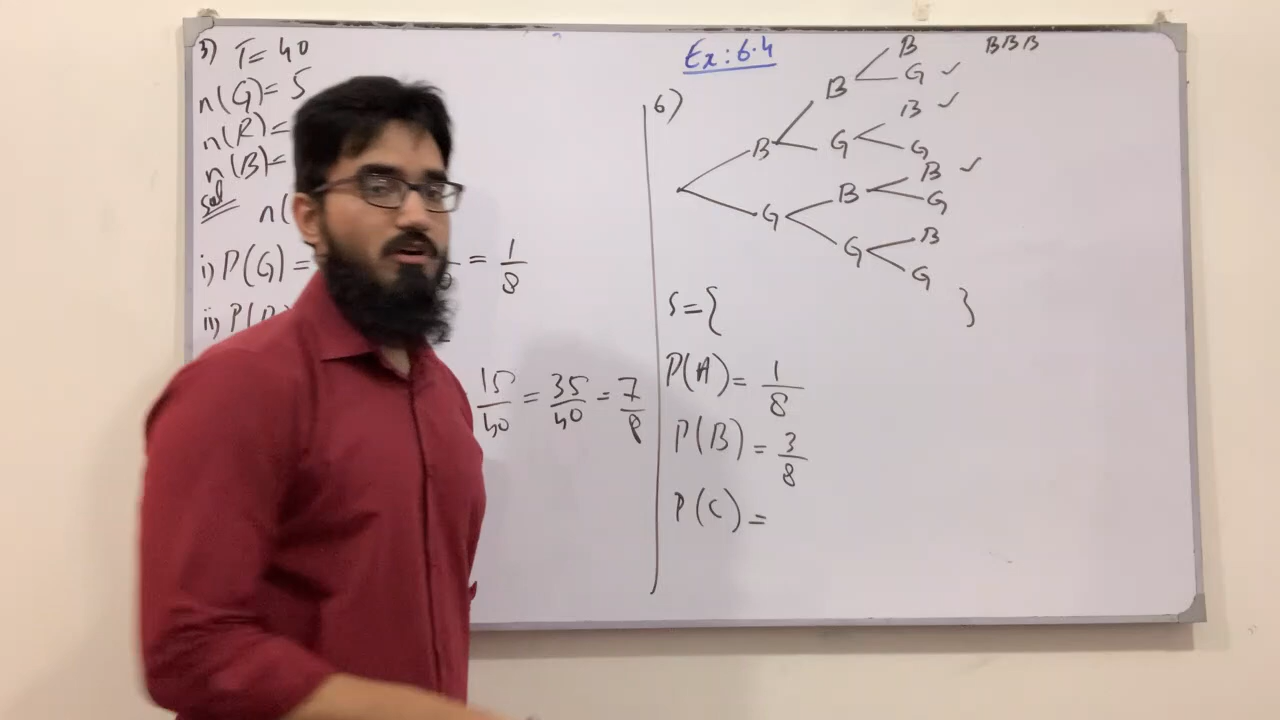 3) T = 40
n(G) = 5
n(R) =
n(B) =
Sol n(
i) P(G) = = 1/8
ii) P(
15/40 = 35/40 = 7/8
Ex: 6.4
6)
B
B B B
B
G ✓
B ✓
B
G
G
B ✓
B
G
G
B
G
G
S = { }
P(A) = 1/8
P(B) = 3/8
P(C) =